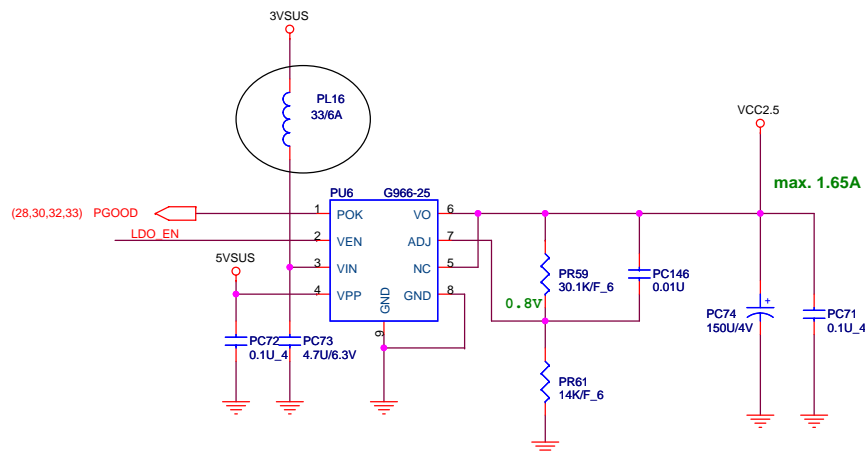 3VSUS
PL16
33/6A
VCC2.5
max. 1.65A
PU6 G966-25
(28,30,32,33) PGOOD
1 POK VO 6
LDO_EN
2 VEN ADJ 7
5VSUS
3 VIN NC 5
4 VPP GND 8
GND
9
PR59
30.1K/F_6
PC146
0.01U
0.8V
PC72
0.1U_4
PC73
4.7U/6.3V
+
PC74
150U/4V
PC71
0.1U_4
PR61
14K/F_6